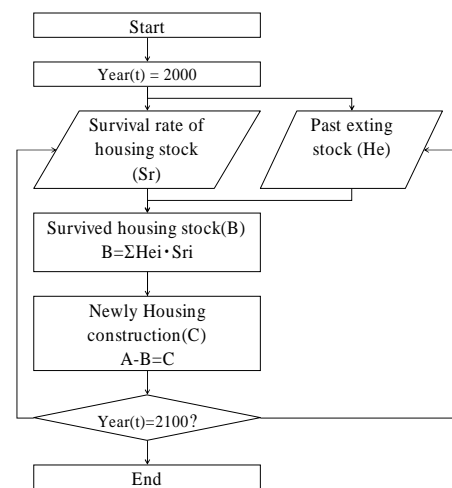 Start
Year(t) = 2000
Survival rate of
housing stock
(Sr)
Past exting
stock (He)
Survived housing stock(B)
B=ΣHei・Sri
Newly Housing
construction(C)
A-B=C
Year(t)=2100?
End